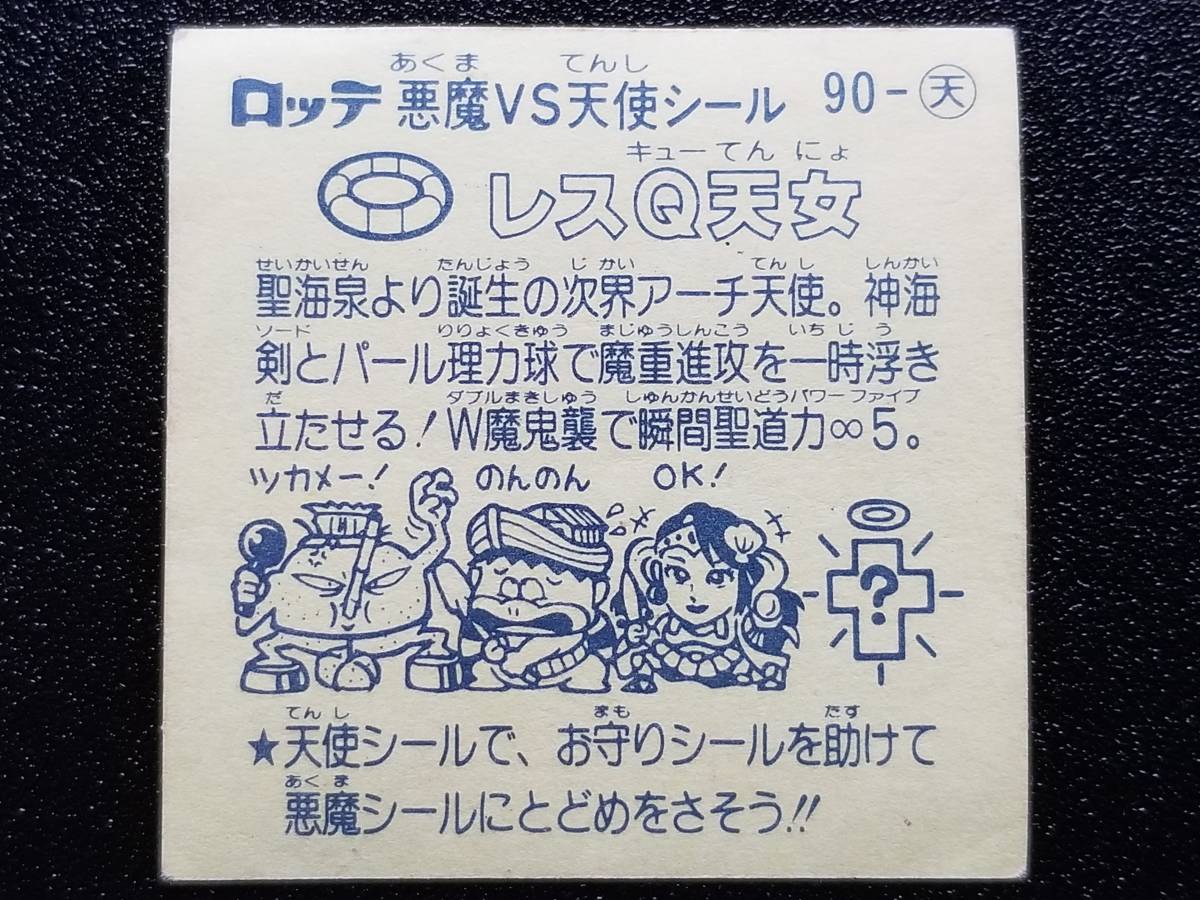 あくま てんし
ロッテ 悪魔VS天使シール 90-天
キューてんにょ
レスQ天女
せいかいせん たんじょう じかい てんし しんかい
聖海泉より誕生の次界アーチ天使。神海
ソード りりょくきゅう まじゅうしんこう いちじう
剣とパール理力球で魔重進攻を一時浮き
だ ダブルまきしゅう しゅんかんせいどうパワーファイブ
立たせる!W魔鬼襲で瞬間聖道力∞5。
ツカメー! のんのん OK!
?
てんし まも たす
★天使シールで、お守りシールを助けて
あくま
悪魔シールにとどめをさそう!!